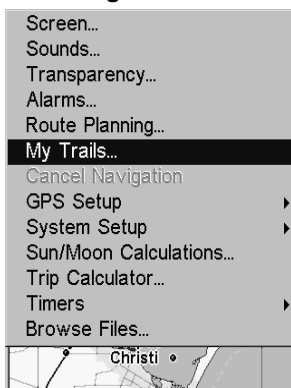 Screen...
Sounds...
Transparency...
Alarms...
Route Planning...
My Trails...
Cancel Navigation
GPS Setup
System Setup
Sun/Moon Calculations...
Trip Calculator...
Timers
Browse Files...
Christi